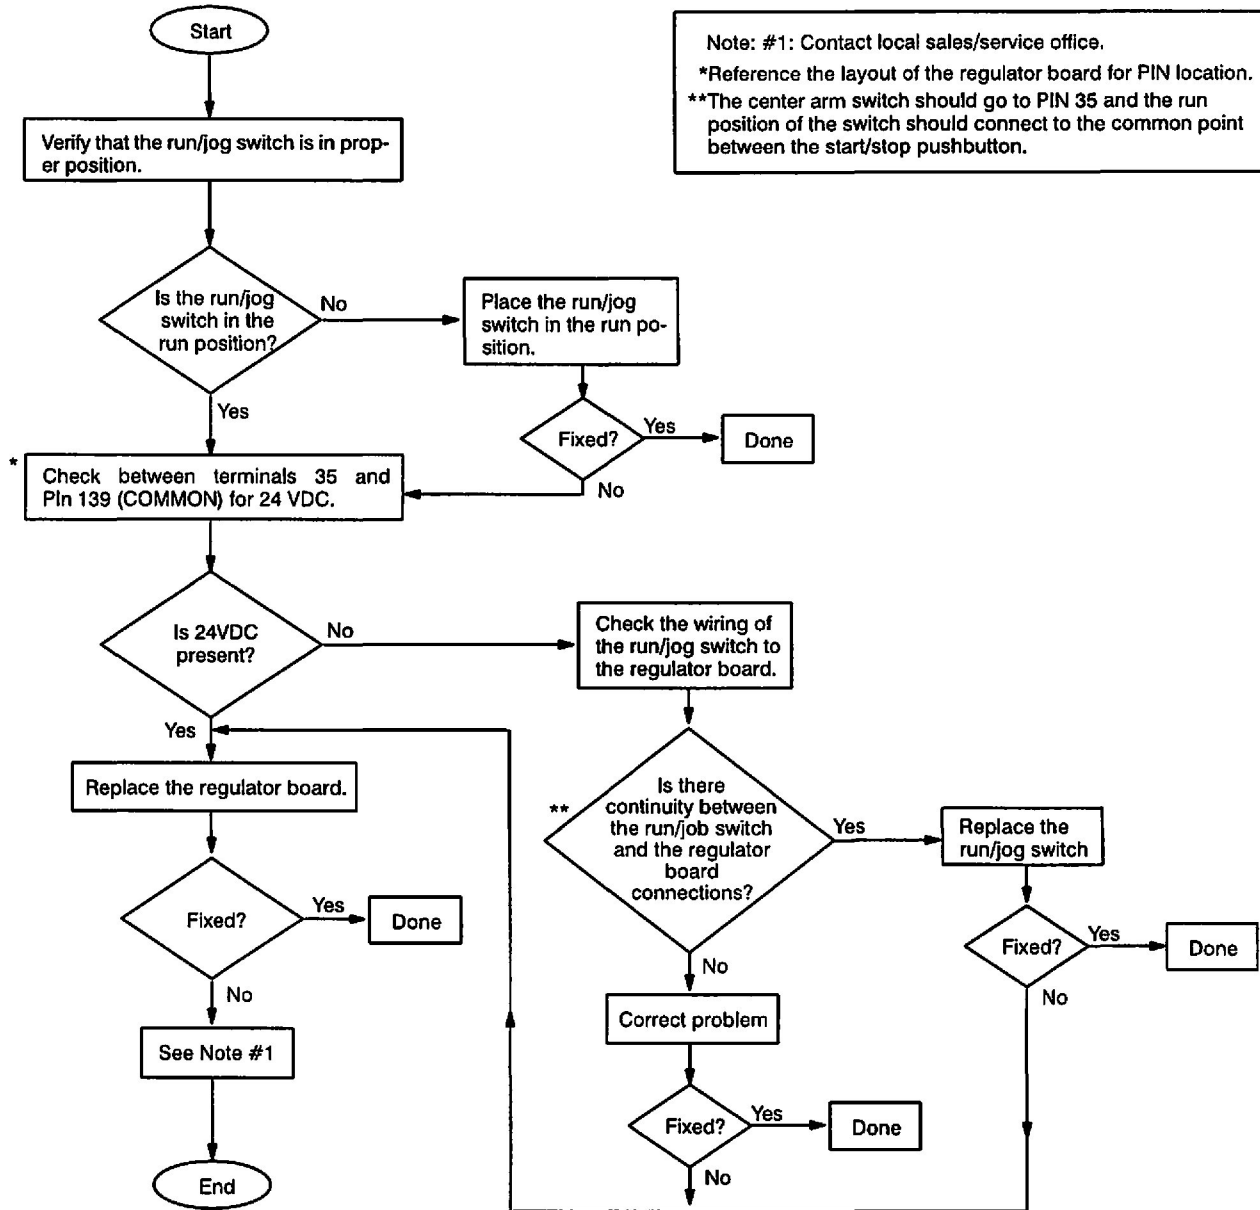 Start
Note: #1: Contact local sales/service office.
*Reference the layout of the regulator board for PIN location.
**The center arm switch should go to PIN 35 and the run
position of the switch should connect to the common point
between the start/stop pushbutton.
Verify that the run/jog switch is in prop-
er position.
Is the run/jog
switch in the
run position?
No
Place the run/jog
switch in the run po-
sition.
Yes
Fixed?
Yes
Done
No
*
Check between terminals 35 and
PIn 139 (COMMON) for 24 VDC.
Is 24VDC
present?
No
Check the wiring of
the run/jog switch to
the regulator board.
Yes
Replace the regulator board.
**
Is there
continuity between
the run/job switch
and the regulator
board
connections?
Yes
Replace the
run/jog switch
Fixed?
Yes
Done
Fixed?
Yes
Done
No
No
No
See Note #1
Correct problem
Fixed?
Yes
Done
No
End